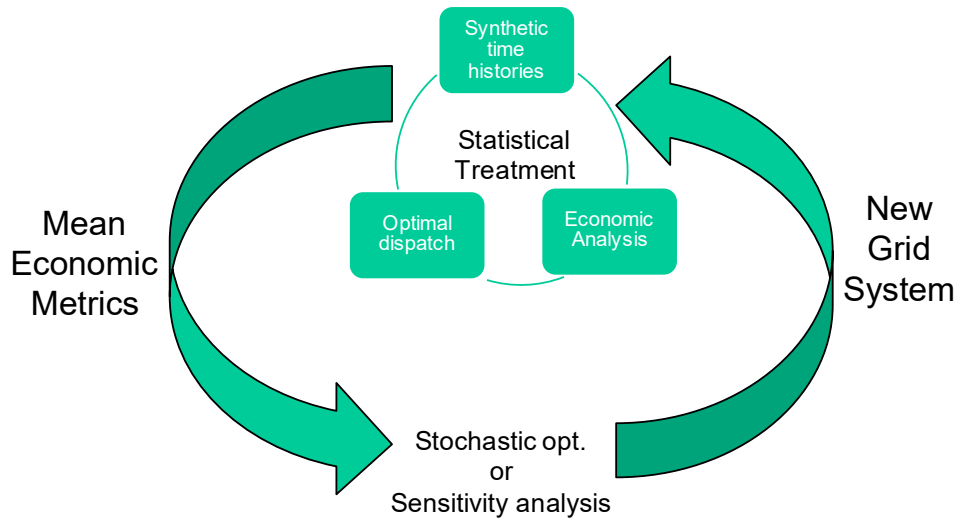 Synthetic
time
histories
Statistical
Treatment
Optimal
dispatch
Economic
Analysis
Mean
Economic
Metrics
New
Grid
System
Stochastic opt.
or
Sensitivity analysis